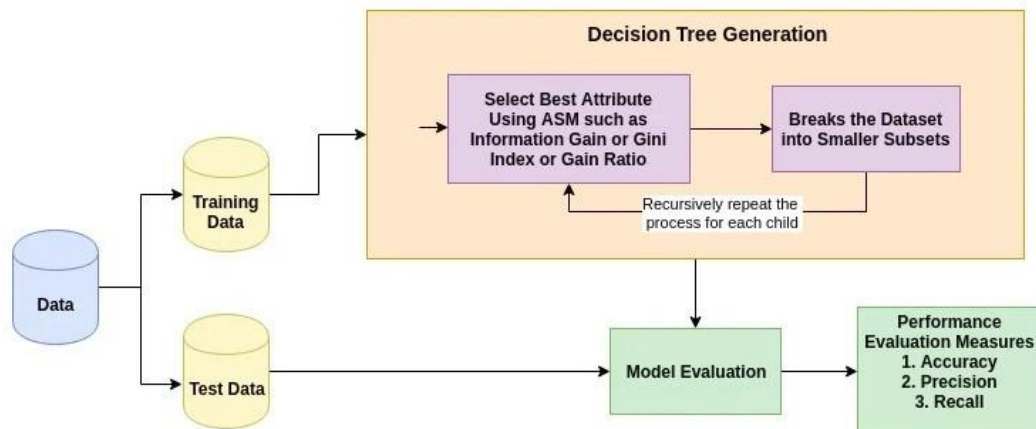 Decision Tree Generation
Select Best Attribute
Using ASM such as
Information Gain or Gini
Index or Gain Ratio
Breaks the Dataset
into Smaller Subsets
Recursively repeat the
process for each child
Training
Data
Data
Test Data
Model Evaluation
Performance
Evaluation Measures
1. Accuracy
2. Precision
3. Recall